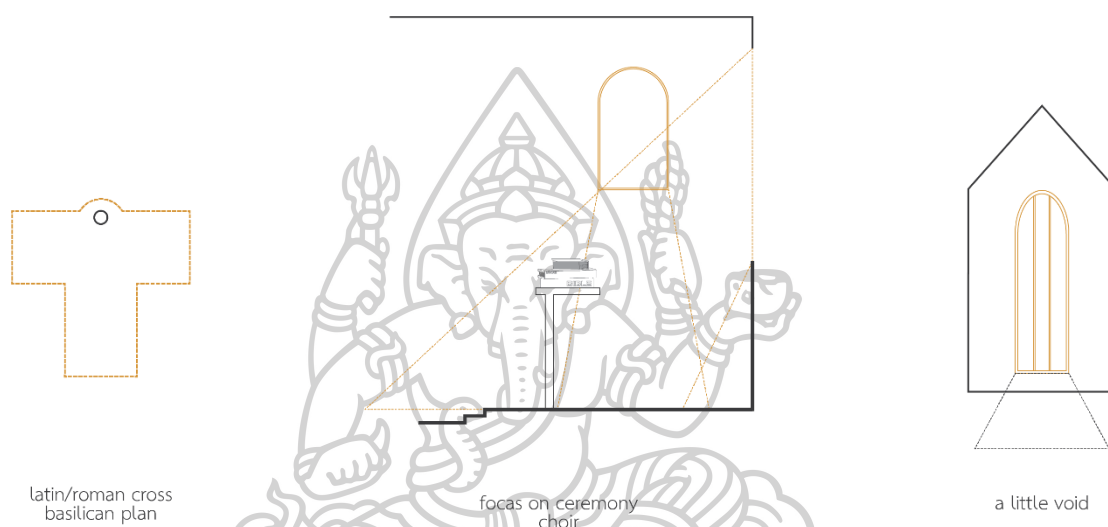 latin/roman cross
basilican plan
focas on ceremony
choir
a little void